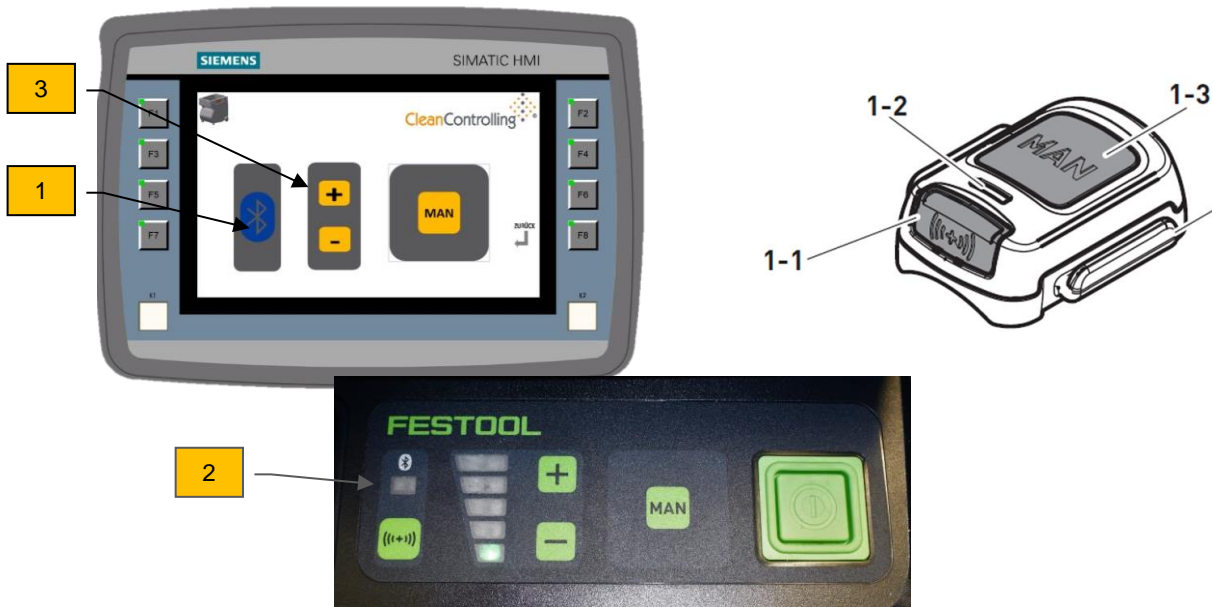 SIEMENS
SIMATIC HMI
3
F1
F2
CleanControlling
F3
F4
1
+
F5
F6
MAN
-
ZURÜCK
F7
F8
K1
K2
1-2
1-3
MAN
1-1
FESTOOL
2
+
MAN
-